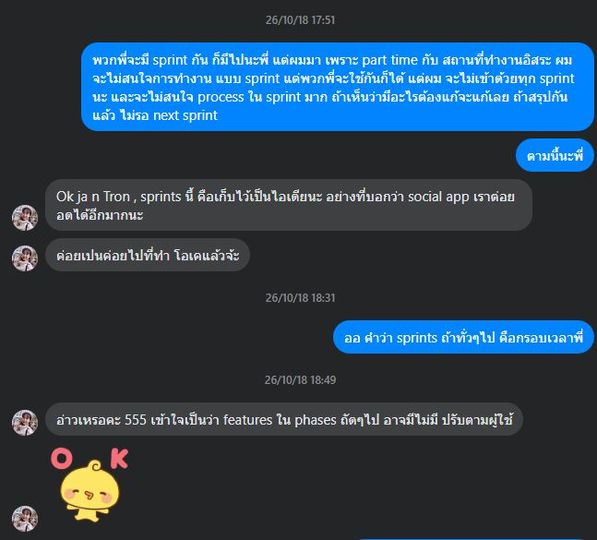 26/10/18 17:51
พวกพี่จะมี sprint กัน ก็มีไปนะพี่ แต่ผมมา เพราะ part time กับ สถานที่ทำงานอิสระ ผม
จะไม่สนใจการทำงาน แบบ sprint แต่พวกพี่จะใช้กันก็ได้ แต่ผม จะไม่เข้าด้วยทุก sprint
นะ และจะไม่สนใจ process ใน sprint มาก ถ้าเห็นว่ามีอะไรต้องแก้จะแก้เลย ถ้าสรุปกัน
แล้ว ไม่รอ next sprint
ตามนี้นะพี่
Ok ja n Tron , sprints นี้ คือเก็บไว้เป็นไอเดียนะ อย่างที่บอกว่า social app เราต่อย
อดได้อีกมากนะ
ค่อยเปนค่อยไปที่ทำ โอเคแล้วจ้ะ
26/10/18 18:31
ออ คำว่า sprints ถ้าทั่วๆไป คือกรอบเวลาพี่
26/10/18 18:49
อ่าวเหรอคะ 555 เข้าใจเป็นว่า features ใน phases ถัดๆไป อาจมีไม่มี ปรับตามผู้ใช้
O K